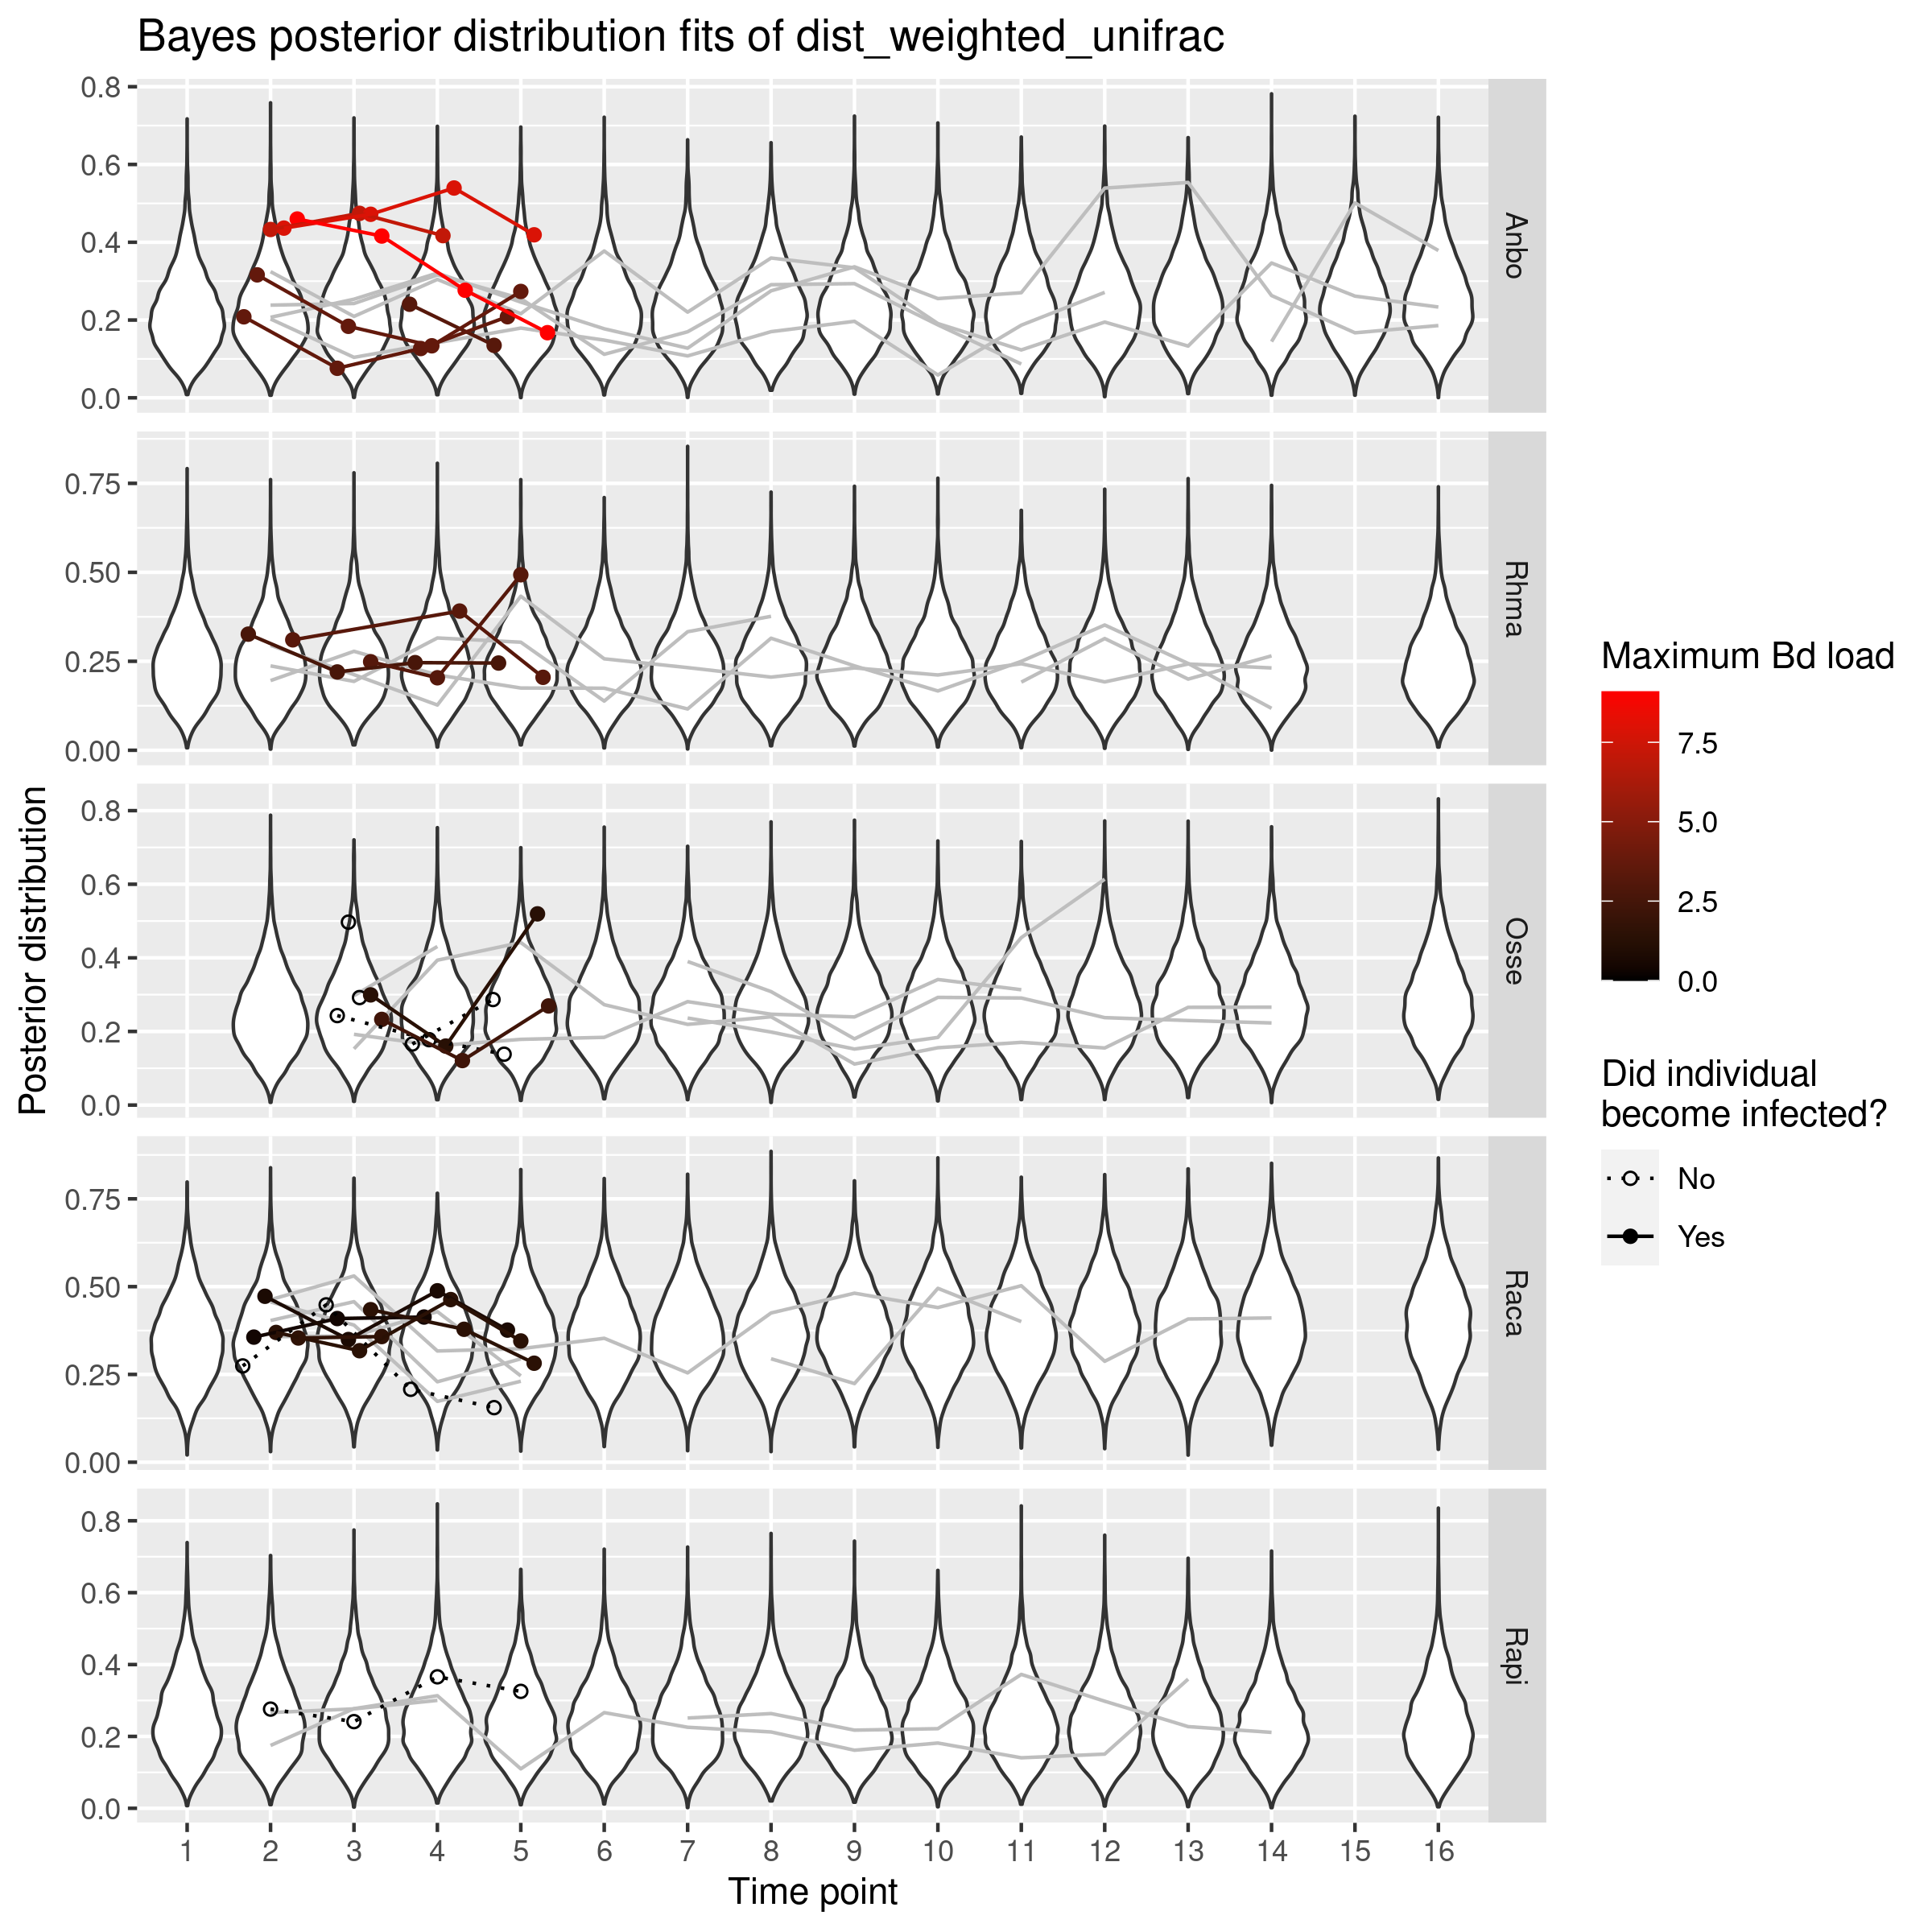 Bayes posterior distribution fits of dist_weighted_unifrac
Posterior distribution
0.8
0.6
0.4
0.2
0.0
Anbo
0.75
0.50
0.25
0.00
Rhma
0.8
0.6
0.4
0.2
0.0
Osse
0.75
0.50
0.25
0.00
Raca
0.8
0.6
0.4
0.2
0.0
Rapi
1 2 3 4 5 6 7 8 9 10 11 12 13 14 15 16
Time point
Maximum Bd load
7.5
5.0
2.5
0.0
Did individual
become infected?
No
Yes